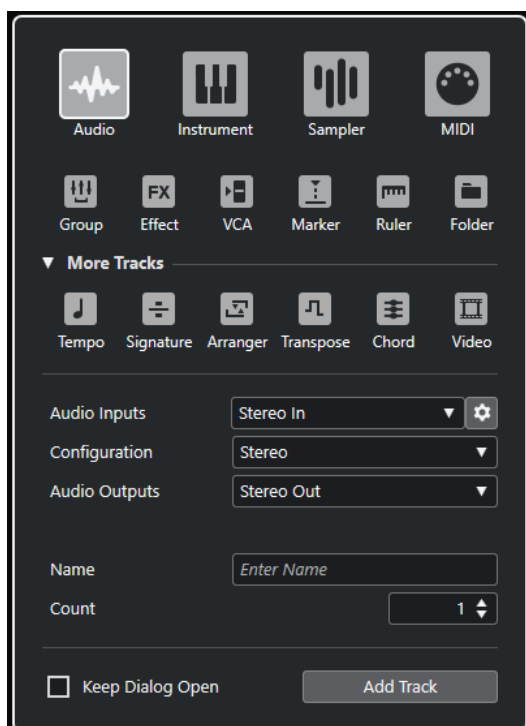 Audio Instrument Sampler MIDI
FX
Group Effect VCA Marker Ruler Folder
More Tracks
Tempo Signature Arranger Transpose Chord Video
Audio Inputs Stereo In
Configuration Stereo
Audio Outputs Stereo Out
Name Enter Name
Count 1
Keep Dialog Open Add Track